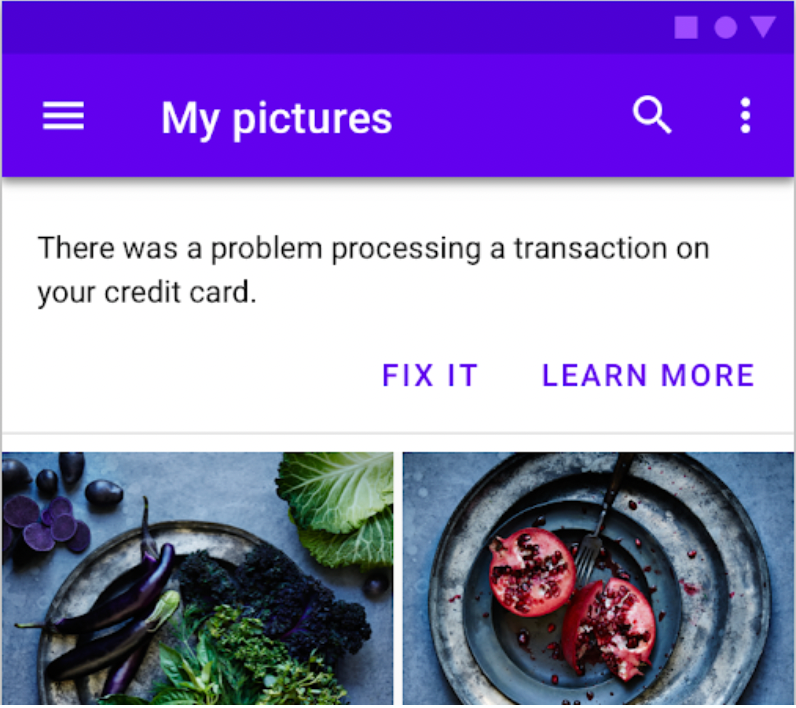 My pictures
There was a problem processing a transaction on
your credit card.
FIX IT LEARN MORE